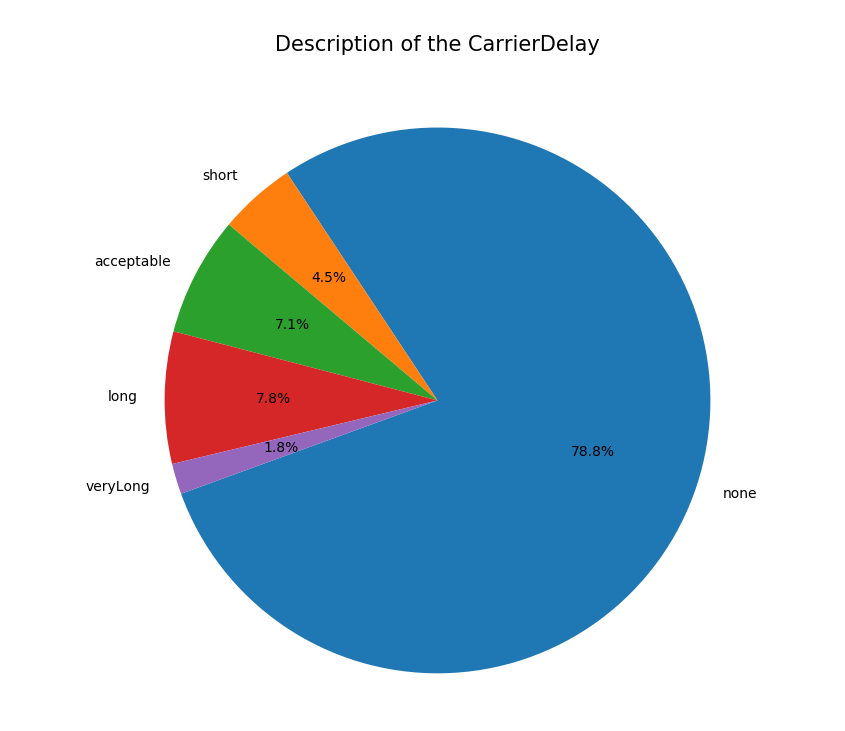 Description of the CarrierDelay
short
4.5%
acceptable
7.1%
long
7.8%
1.8%
veryLong
78.8%
none